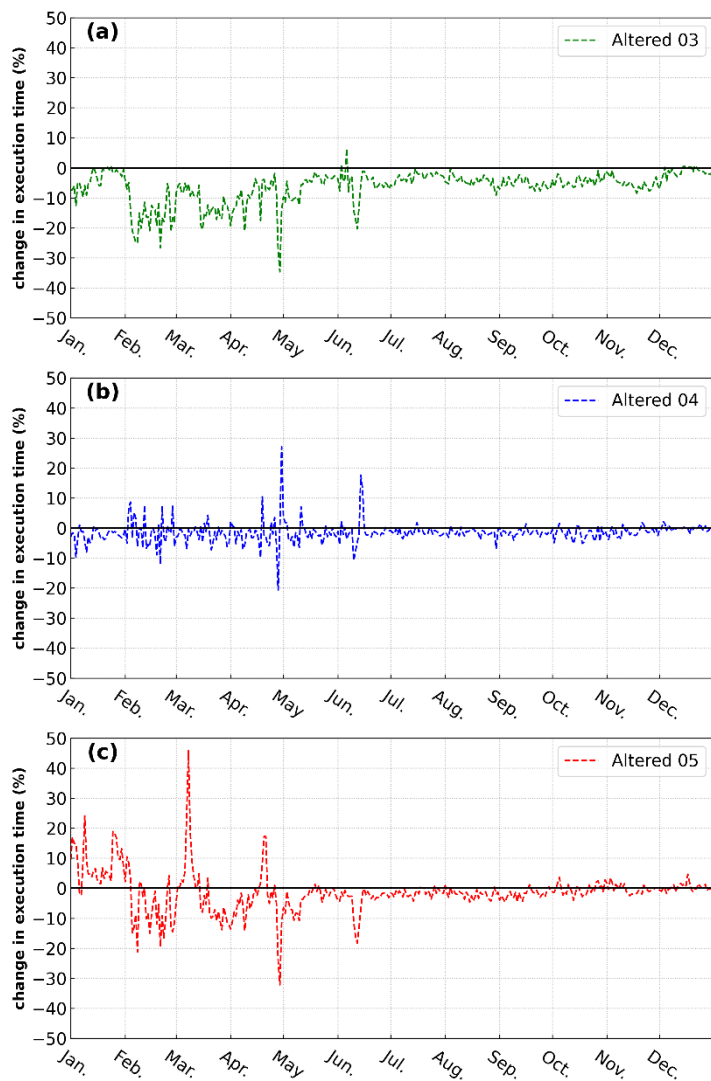 (a)
Altered 03
change in execution time (%)
50
40
30
20
10
0
−10
−20
−30
−40
−50
Jan.
Feb.
Mar.
Apr.
May
Jun.
Jul.
Aug.
Sep.
Oct.
Nov.
Dec.
(b)
Altered 04
change in execution time (%)
50
40
30
20
10
0
−10
−20
−30
−40
−50
Jan.
Feb.
Mar.
Apr.
May
Jun.
Jul.
Aug.
Sep.
Oct.
Nov.
Dec.
(c)
Altered 05
change in execution time (%)
50
40
30
20
10
0
−10
−20
−30
−40
−50
Jan.
Feb.
Mar.
Apr.
May
Jun.
Jul.
Aug.
Sep.
Oct.
Nov.
Dec.